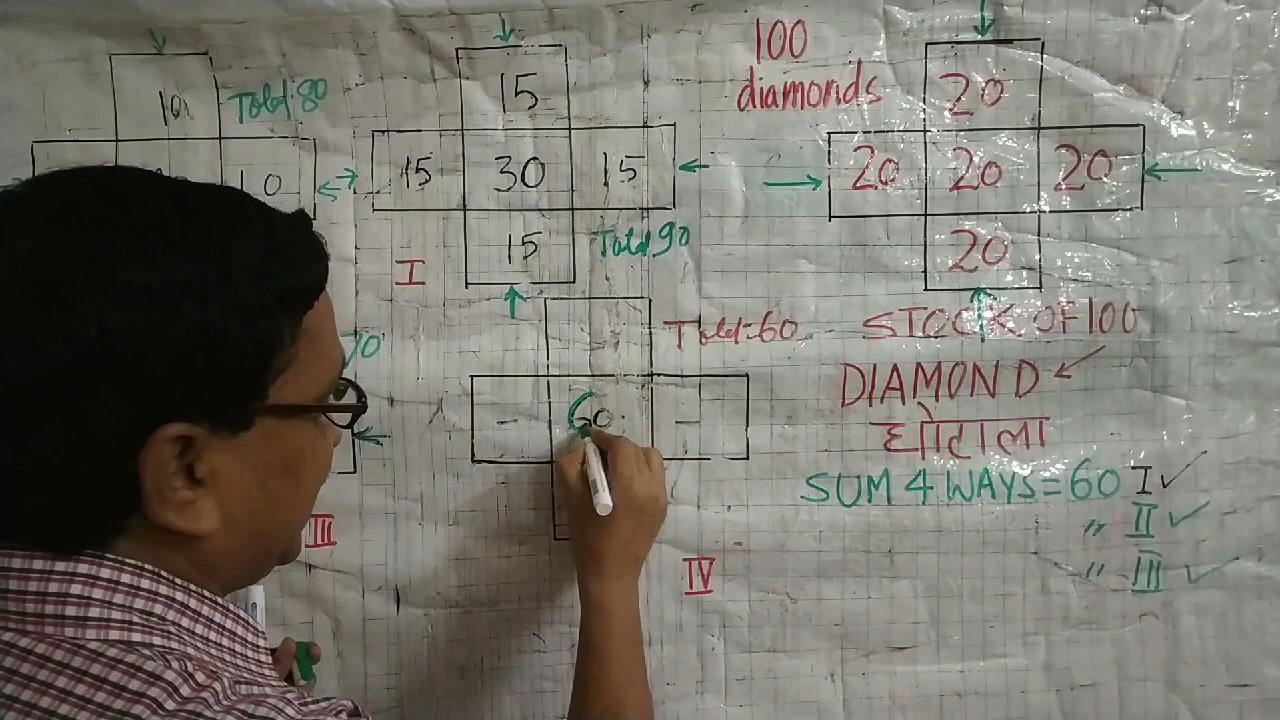 10
Total:80
10
15
15
30
15
15
Total 90
I
100
diamonds
20
20
20
20
20
STOCK OF 100
DIAMOND
घोटाला
SUM 4 WAYS = 60 I ✓
" II ✓
" III ✓
Total=60
-
60
-
70
III
IV